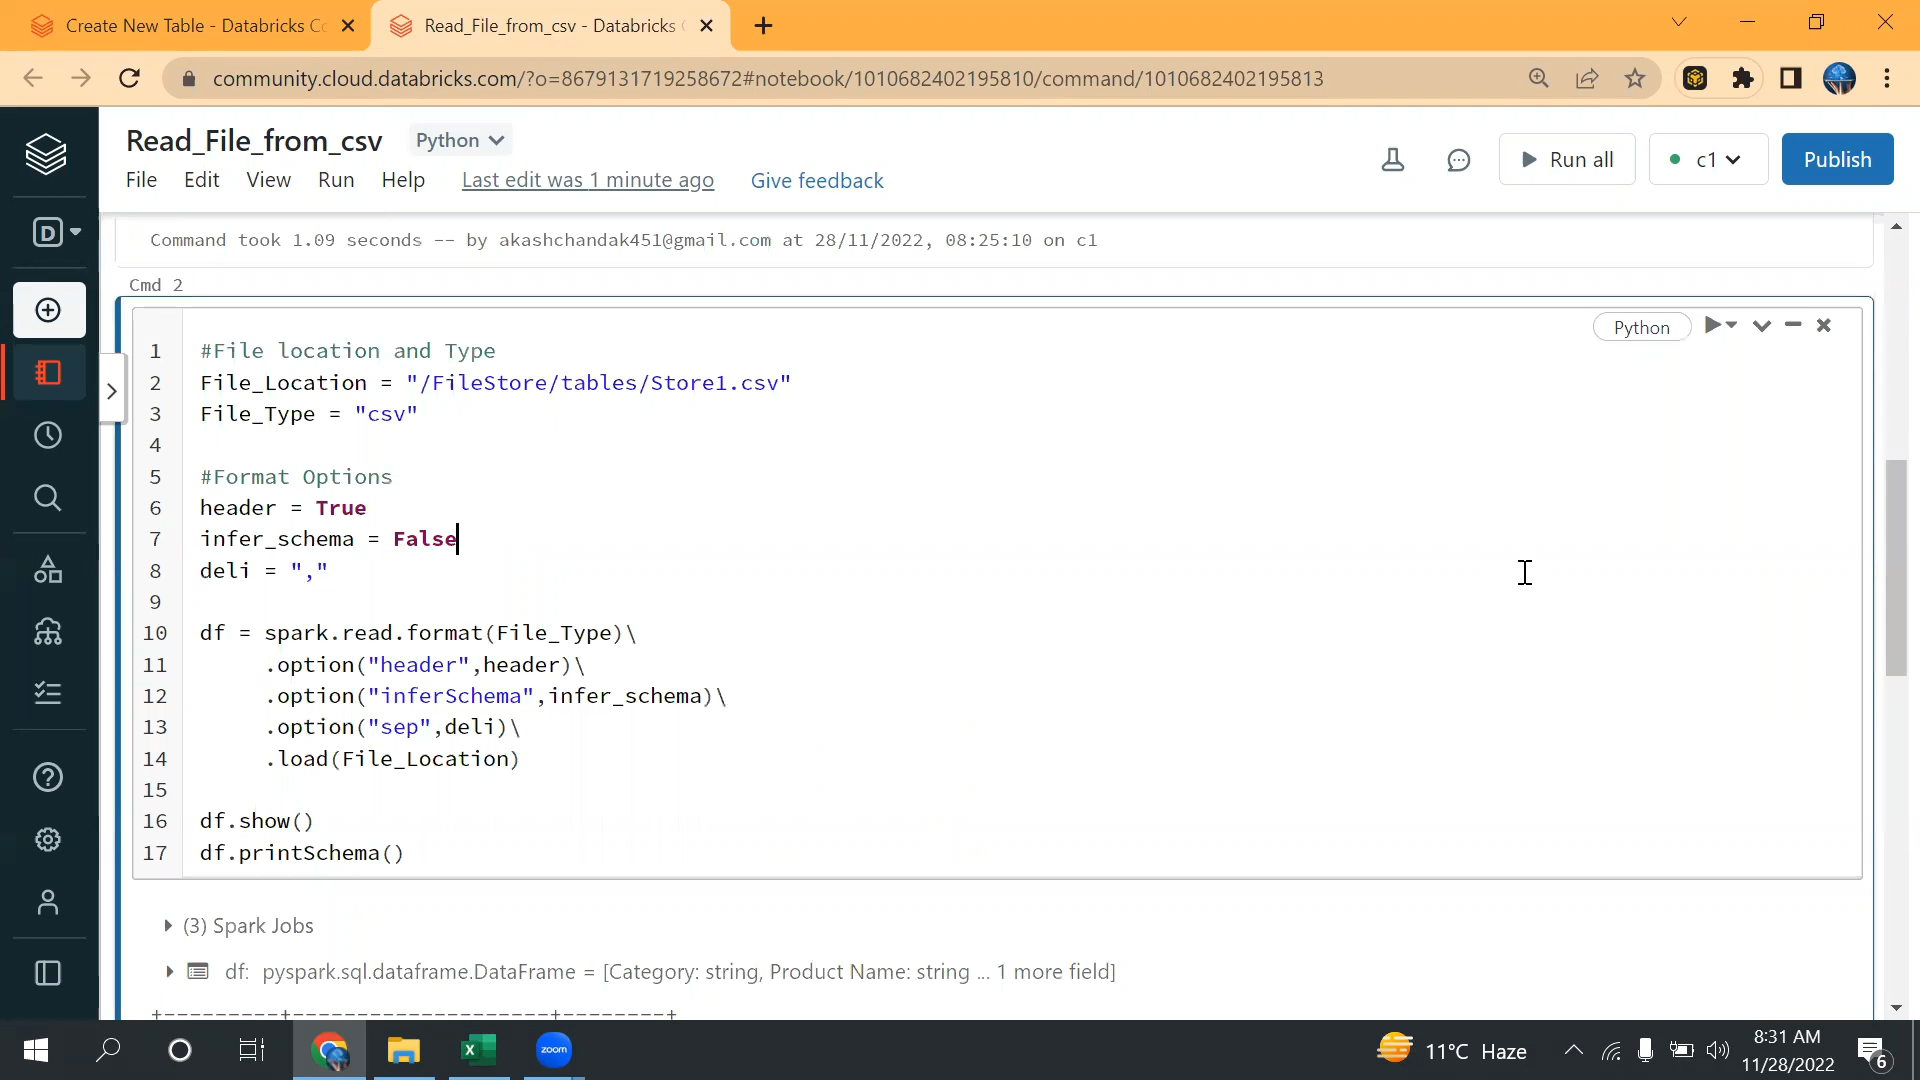 Create New Table - Databricks Co
Read_File_from_csv - Databricks C
community.cloud.databricks.com/?o=8679131719258672#notebook/1010682402195810/command/1010682402195813
Read_File_from_csv
Python
File Edit View Run Help Last edit was 1 minute ago Give feedback
Run all
c1
Publish
D
Command took 1.09 seconds -- by akashchandak451@gmail.com at 28/11/2022, 08:25:10 on c1
Cmd 2
Python
1 #File location and Type
2 File_Location = "/FileStore/tables/Store1.csv"
3 File_Type = "csv"
4
5 #Format Options
6 header = True
7 infer_schema = False
8 deli = ","
9
10 df = spark.read.format(File_Type)\
11 .option("header",header)\
12 .option("inferSchema",infer_schema)\
13 .option("sep",deli)\
14 .load(File_Location)
15
16 df.show()
17 df.printSchema()
(3) Spark Jobs
df: pyspark.sql.dataframe.DataFrame = [Category: string, Product Name: string ... 1 more field]
+---------+--------------------+--------+
zoom
11°C Haze
8:31 AM
11/28/2022
6